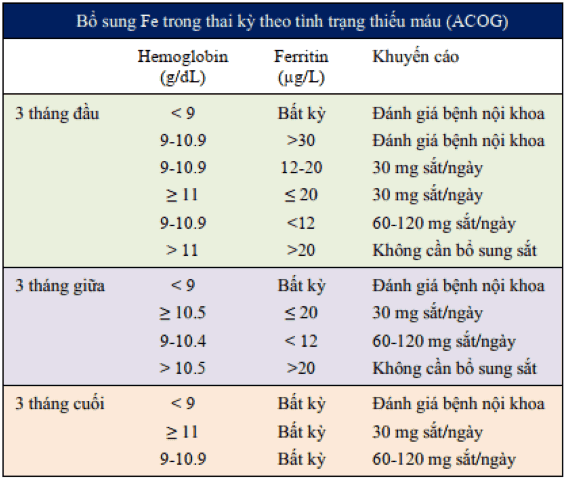 Bổ sung Fe trong thai kỳ theo tình trạng thiếu máu (ACOG)
Hemoglobin (g/dL) Ferritin (µg/L) Khuyến cáo
3 tháng đầu < 9 Bất kỳ Đánh giá bệnh nội khoa
9-10.9 >30 Đánh giá bệnh nội khoa
9-10.9 12-20 30 mg sắt/ngày
≥ 11 ≤ 20 30 mg sắt/ngày
9-10.9 <12 60-120 mg sắt/ngày
> 11 >20 Không cần bổ sung sắt
3 tháng giữa < 9 Bất kỳ Đánh giá bệnh nội khoa
≥ 10.5 ≤ 20 30 mg sắt/ngày
9-10.4 < 12 60-120 mg sắt/ngày
> 10.5 >20 Không cần bổ sung sắt
3 tháng cuối < 9 Bất kỳ Đánh giá bệnh nội khoa
≥ 11 Bất kỳ 30 mg sắt/ngày
9-10.9 Bất kỳ 60-120 mg sắt/ngày